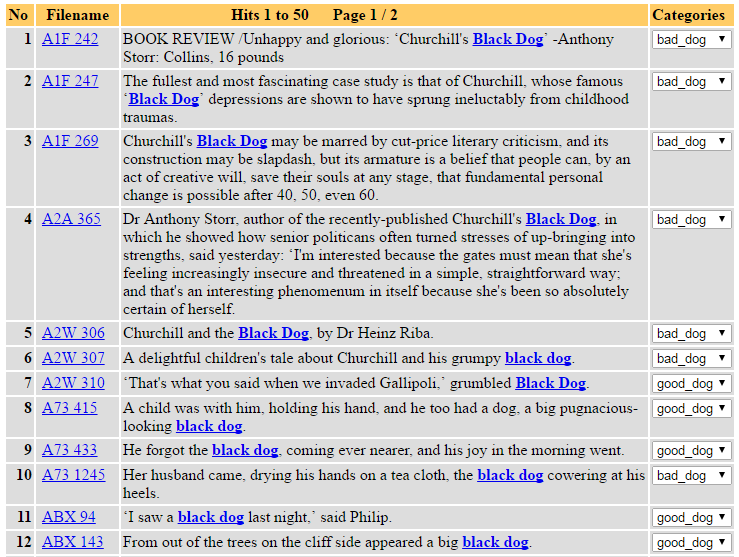 No Filename Hits 1 to 50 Page 1 / 2 Categories
1 A1F 242 BOOK REVIEW /Unhappy and glorious: ‘Churchill's Black Dog’ -Anthony bad_dog
Storr: Collins, 16 pounds
2 A1F 247 The fullest and most fascinating case study is that of Churchill, whose famous bad_dog
‘Black Dog’ depressions are shown to have sprung ineluctably from childhood
traumas.
3 A1F 269 Churchill's Black Dog may be marred by cut-price literary criticism, and its bad_dog
construction may be slapdash, but its armature is a belief that people can, by an
act of creative will, save their souls at any stage, that fundamental personal
change is possible after 40, 50, even 60.
4 A2A 365 Dr Anthony Storr, author of the recently-published Churchill's Black Dog, in bad_dog
which he showed how senior politicians often turned stresses of up-bringing into
strengths, said yesterday: ‘I'm interested because the gates must mean that she's
feeling increasingly insecure and threatened in a simple, straightforward way;
and that's an interesting phenomenum in itself because she's been so absolutely
certain of herself.
5 A2W 306 Churchill and the Black Dog, by Dr Heinz Riba. bad_dog
6 A2W 307 A delightful children's tale about Churchill and his grumpy black dog. bad_dog
7 A2W 310 ‘That's what you said when we invaded Gallipoli,’ grumbled Black Dog. good_dog
8 A73 415 A child was with him, holding his hand, and he too had a dog, a big pugnacious- good_dog
looking black dog.
9 A73 433 He forgot the black dog, coming ever nearer, and his joy in the morning went. good_dog
10 A73 1245 Her husband came, drying his hands on a tea cloth, the black dog cowering at his bad_dog
heels.
11 ABX 94 ‘I saw a black dog last night,’ said Philip. good_dog
12 ABX 143 From out of the trees on the cliff side appeared a big black dog. good_dog